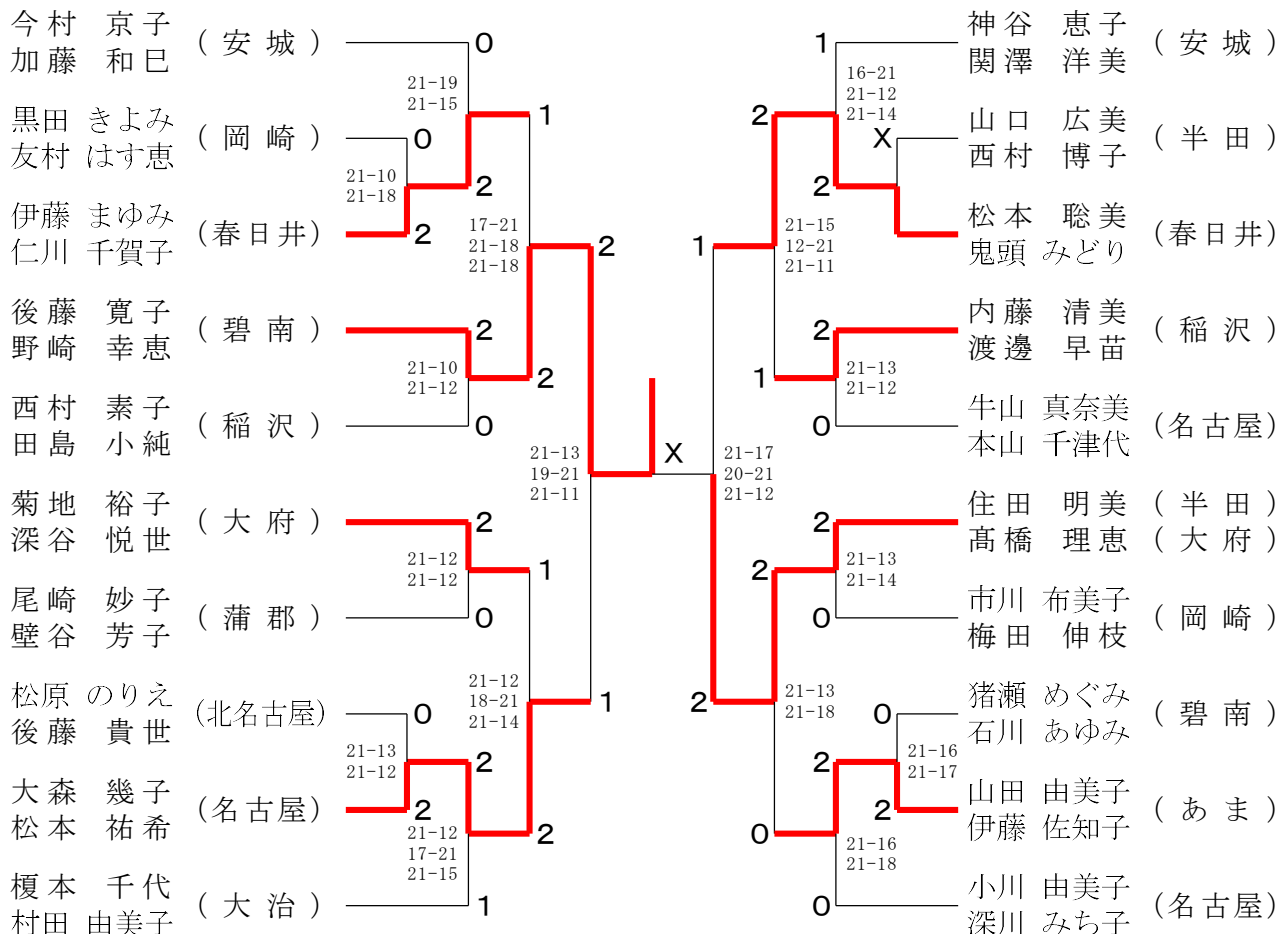 今村 京子
加藤 和巳
( 安 城 )
0
21-19
21-15
1
黒田 きよみ
友村 はす恵
( 岡 崎 )
0
21-10
21-18
2
伊藤 まゆみ
仁川 千賀子
(春日井)
2
17-21
21-18
21-18
2
後藤 寛子
野崎 幸恵
( 碧 南 )
2
21-10
21-12
2
西村 素子
田島 小純
( 稲 沢 )
0
21-13
19-21
21-11
X
菊地 裕子
深谷 悦世
( 大 府 )
2
21-12
21-12
1
尾崎 妙子
壁谷 芳子
( 蒲 郡 )
0
21-12
18-21
21-14
1
松原 のりえ
後藤 貴世
(北名古屋)
0
21-13
21-12
2
大森 幾子
松本 祐希
(名古屋)
2
21-12
17-21
21-15
2
榎本 千代
村田 由美子
( 大 治 )
1
神谷 恵子
関澤 洋美
( 安 城 )
1
16-21
21-12
21-14
2
山口 広美
西村 博子
( 半 田 )
X
2
松本 聡美
鬼頭 みどり
(春日井)
21-15
12-21
21-11
1
内藤 清美
渡邊 早苗
( 稲 沢 )
2
21-13
21-12
1
牛山 真奈美
本山 千津代
(名古屋)
0
21-17
20-21
21-12
住田 明美
髙橋 理恵
( 半 田 )
( 大 府 )
2
21-13
21-14
2
市川 布美子
梅田 伸枝
( 岡 崎 )
0
21-13
21-18
2
猪瀬 めぐみ
石川 あゆみ
( 碧 南 )
0
21-16
21-17
2
山田 由美子
伊藤 佐知子
( あ ま )
2
21-16
21-18
0
小川 由美子
深川 みち子
(名古屋)
0